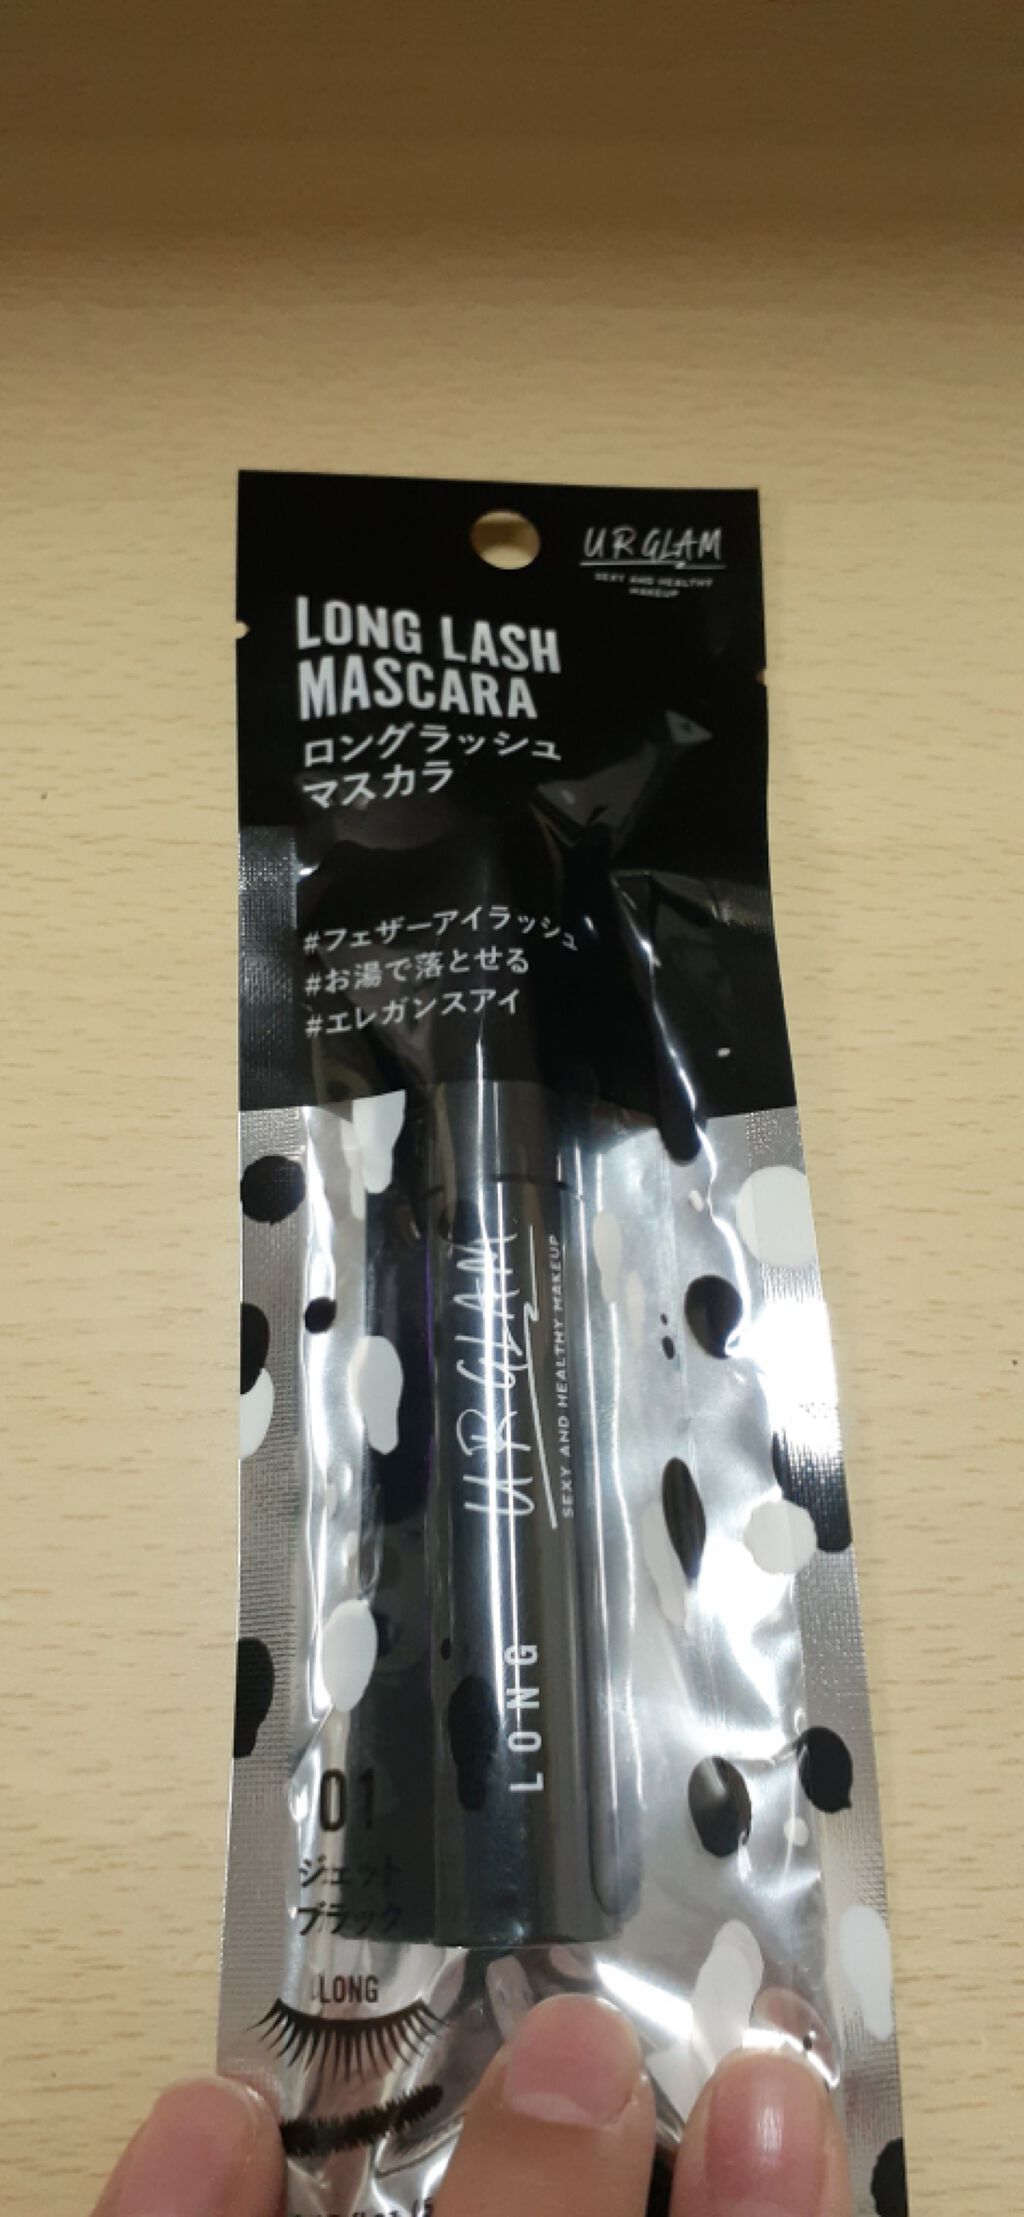 UR GLAM
SEXY AND HEALTHY
MAKEUP
LONG LASH
MASCARA
ロングラッシュ
マスカラ
#フェザーアイラッシュ
#お湯で落とせる
#エレガンスアイ
UR GLAM
SEXY AND HEALTHY MAKEUP
LONG
01
ジェット
ブラック
LONG